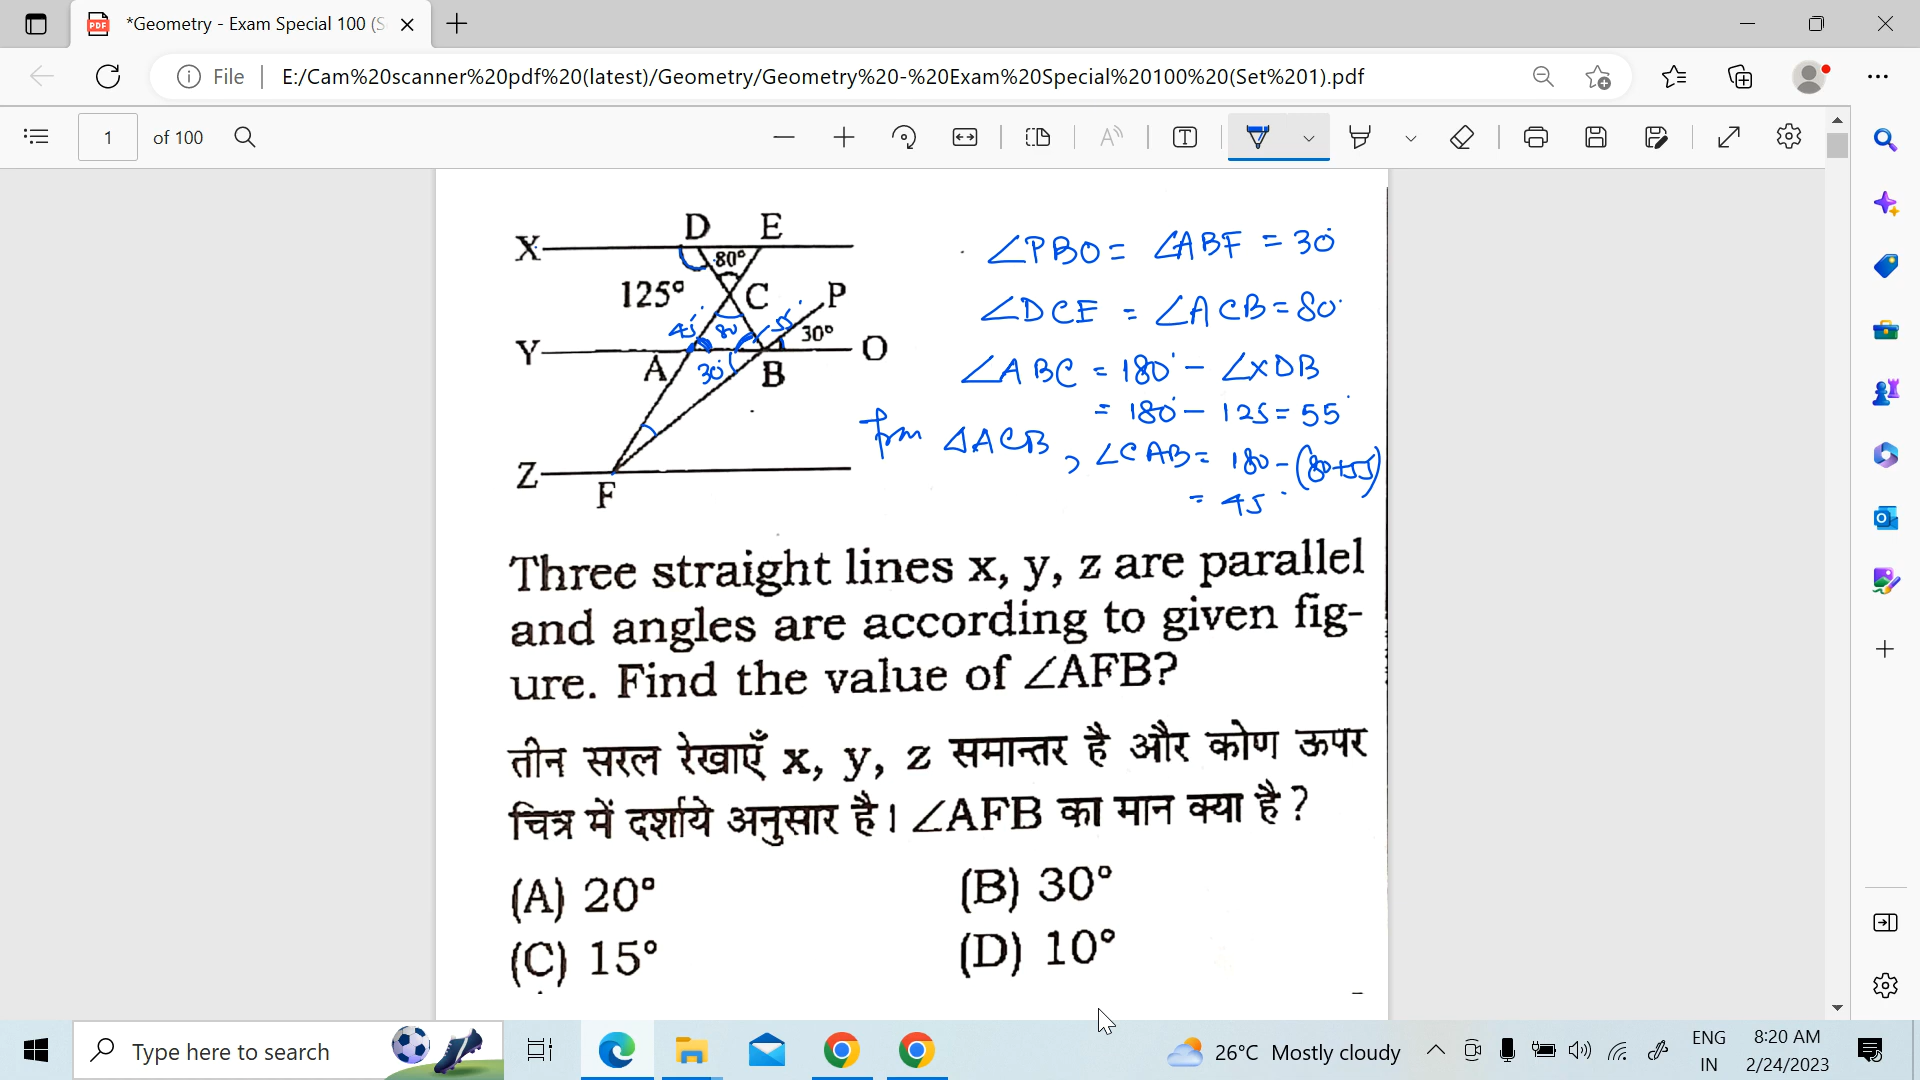 *Geometry - Exam Special 100 (S
File
E:/Cam%20scanner%20pdf%20(latest)/Geometry/Geometry%20-%20Exam%20Special%20100%20(Set%201).pdf
1 of 100
D E
X
80°
125°
C P
45° 80 55°
30°
Y O
A 30° B
Z
F
∠PBO = ∠ABF = 30°
∠DCE = ∠ACB = 80°
∠ABC = 180° - ∠XDB
= 180° - 125 = 55°
from ΔACB, ∠CAB = 180 - (80+55)
= 45°
Three straight lines x, y, z are parallel
and angles are according to given fig-
ure. Find the value of ∠AFB?
तीन सरल रेखाएँ x, y, z समान्तर है और कोण ऊपर
चित्र में दर्शाये अनुसार है। ∠AFB का मान क्या है ?
(A) 20° (B) 30°
(C) 15° (D) 10°
Type here to search
26°C Mostly cloudy
ENG
IN
8:20 AM
2/24/2023